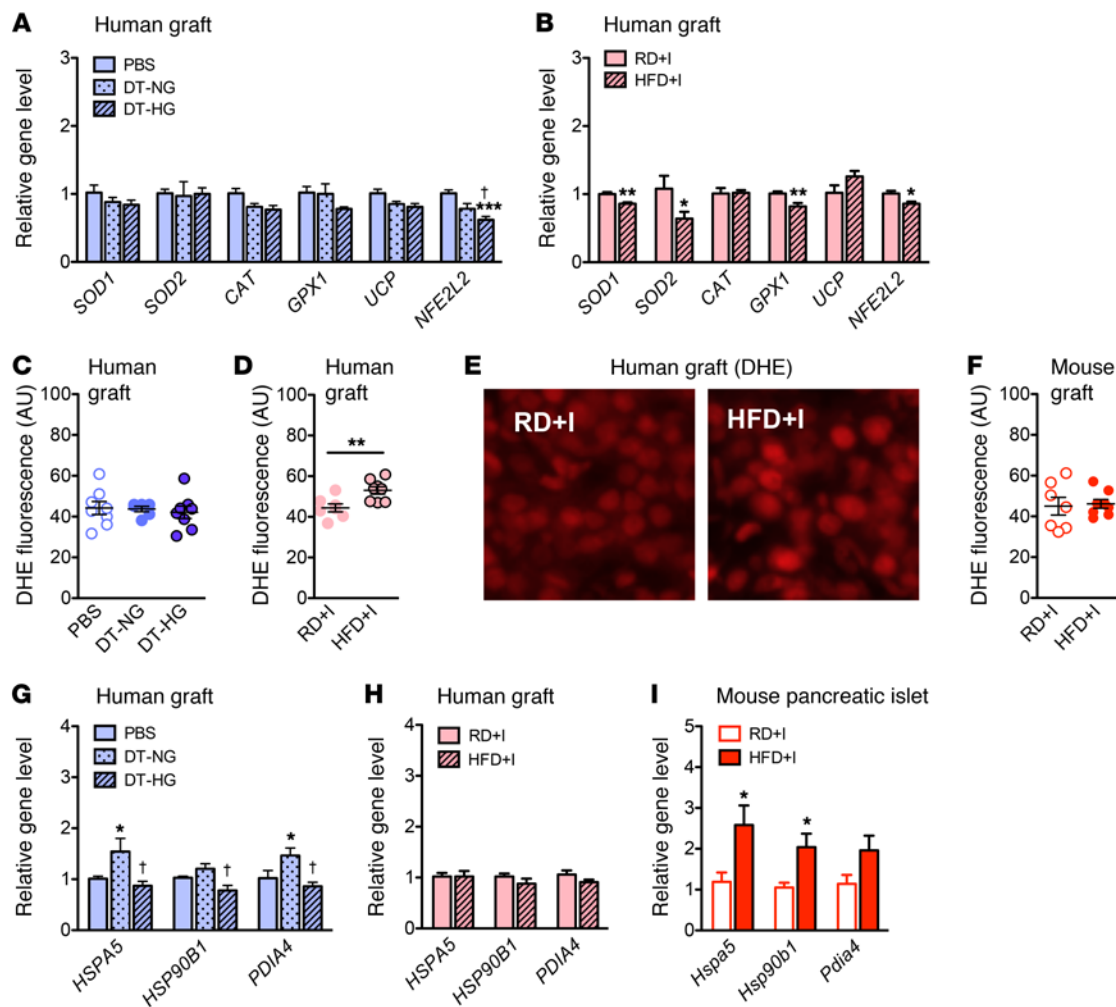 A Human graft
Relative gene level
3
2
1
0
PBS
DT-NG
DT-HG
†
***
SOD1
SOD2
CAT
GPX1
UCP
NFE2L2
B Human graft
Relative gene level
3
2
1
0
RD+I
HFD+I
**
*
**
*
SOD1
SOD2
CAT
GPX1
UCP
NFE2L2
C Human
graft
DHE fluorescence (AU)
100
80
60
40
20
0
PBS
DT-NG
DT-HG
D Human
graft
DHE fluorescence (AU)
100
80
60
40
20
0
**
RD+I
HFD+I
E Human graft (DHE)
RD+I
HFD+I
F Mouse
graft
DHE fluorescence (AU)
100
80
60
40
20
0
RD+I
HFD+I
G Human graft
Relative gene level
4
3
2
1
0
PBS
DT-NG
DT-HG
*
†
†
*
†
HSPA5
HSP90B1
PDIA4
H Human graft
Relative gene level
4
3
2
1
0
RD+I
HFD+I
HSPA5
HSP90B1
PDIA4
I Mouse pancreatic islet
Relative gene level
5
4
3
2
1
0
RD+I
HFD+I
*
*
Hspa5
Hsp90b1
Pdia4